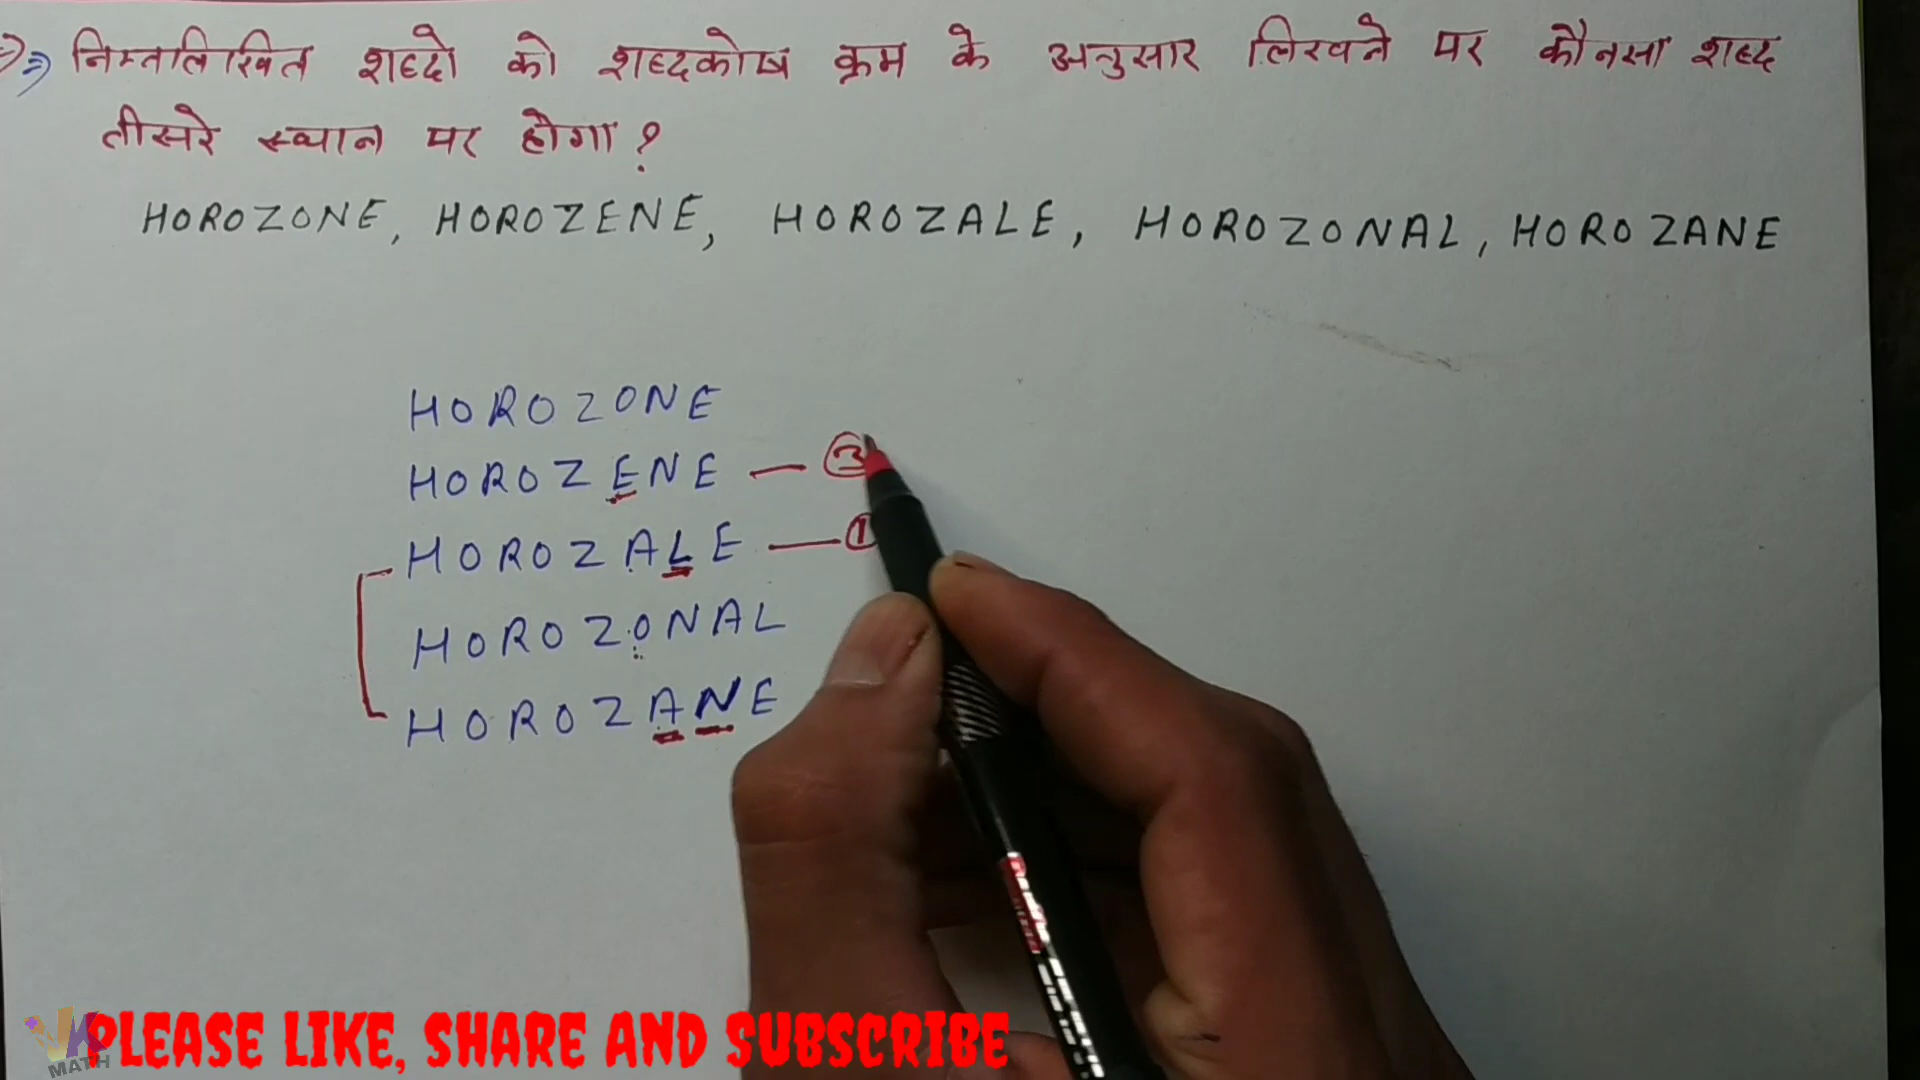 ⇒ निम्नलिखित शब्दो को शब्दकोष क्रम के अनुसार लिखने पर कौनसा शब्द
तीसरे स्थान पर होगा ?
HOROZONE, HOROZENE, HOROZALE, HOROZONAL, HOROZANE
HOROZONE
HOROZENE — ③
HOROZALE — ①
HOROZONAL
HOROZANE
VK MATH
PLEASE LIKE, SHARE AND SUBSCRIBE